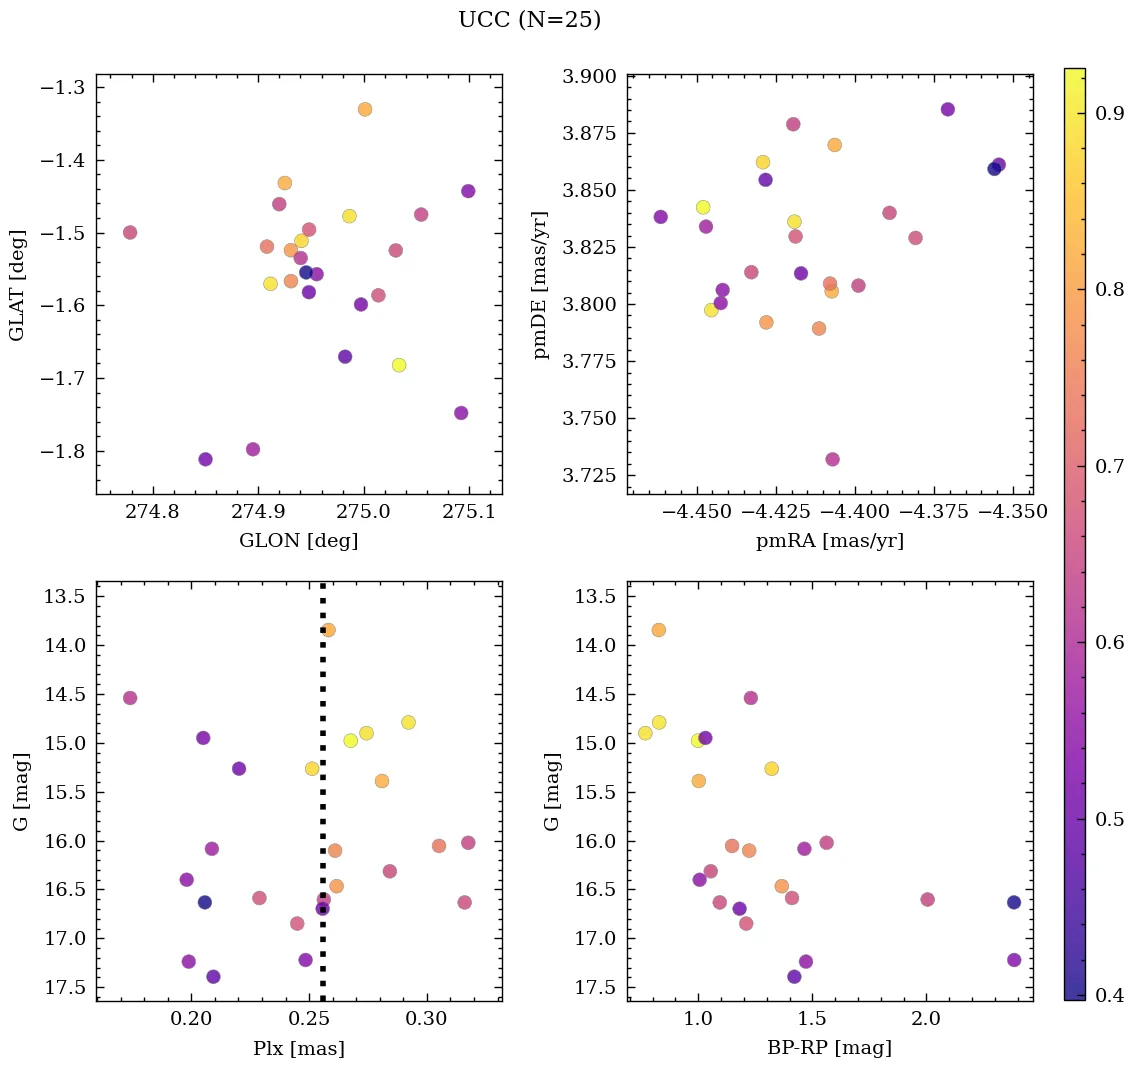 UCC (N=25)
−1.3
−1.4
−1.5
−1.6
−1.7
−1.8
GLAT [deg]
274.8 274.9 275.0 275.1
GLON [deg]
3.900
3.875
3.850
3.825
3.800
3.775
3.750
3.725
pmDE [mas/yr]
−4.450 −4.425 −4.400 −4.375 −4.350
pmRA [mas/yr]
13.5
14.0
14.5
15.0
15.5
16.0
16.5
17.0
17.5
G [mag]
0.20 0.25 0.30
Plx [mas]
13.5
14.0
14.5
15.0
15.5
16.0
16.5
17.0
17.5
G [mag]
1.0 1.5 2.0
BP-RP [mag]
0.9
0.8
0.7
0.6
0.5
0.4